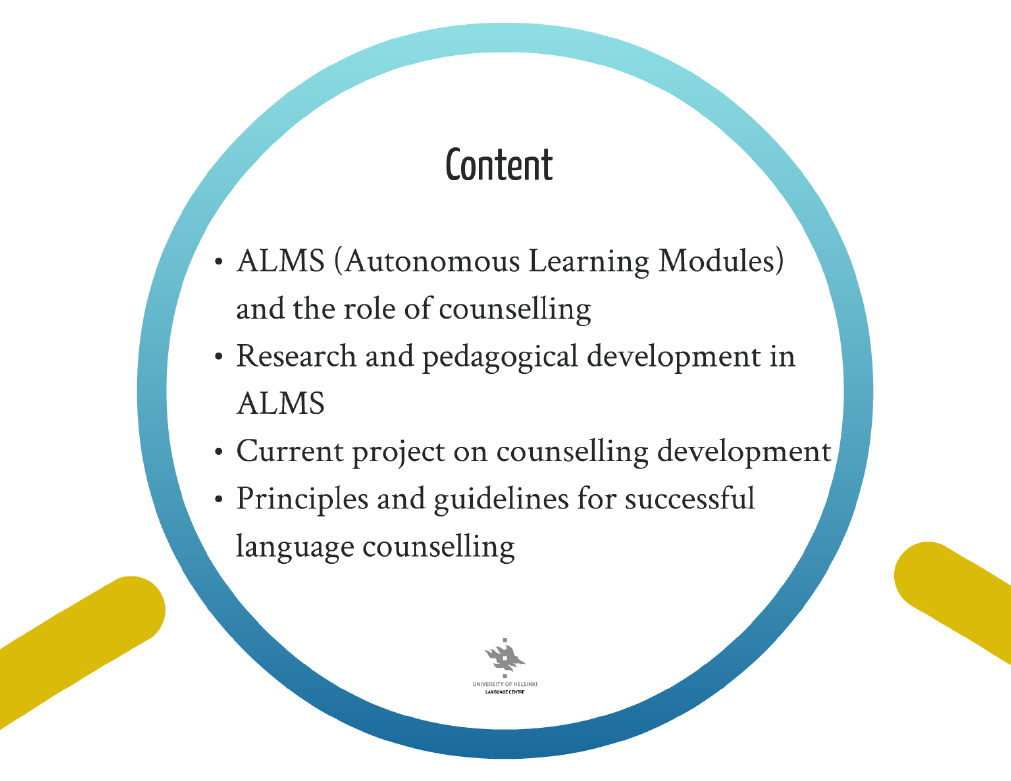 Content
• ALMS (Autonomous Learning Modules)
and the role of counselling
• Research and pedagogical development in
ALMS
• Current project on counselling development
• Principles and guidelines for successful
language counselling
UNIVERSITY OF HELSINKI
LANGUAGE CENTRE